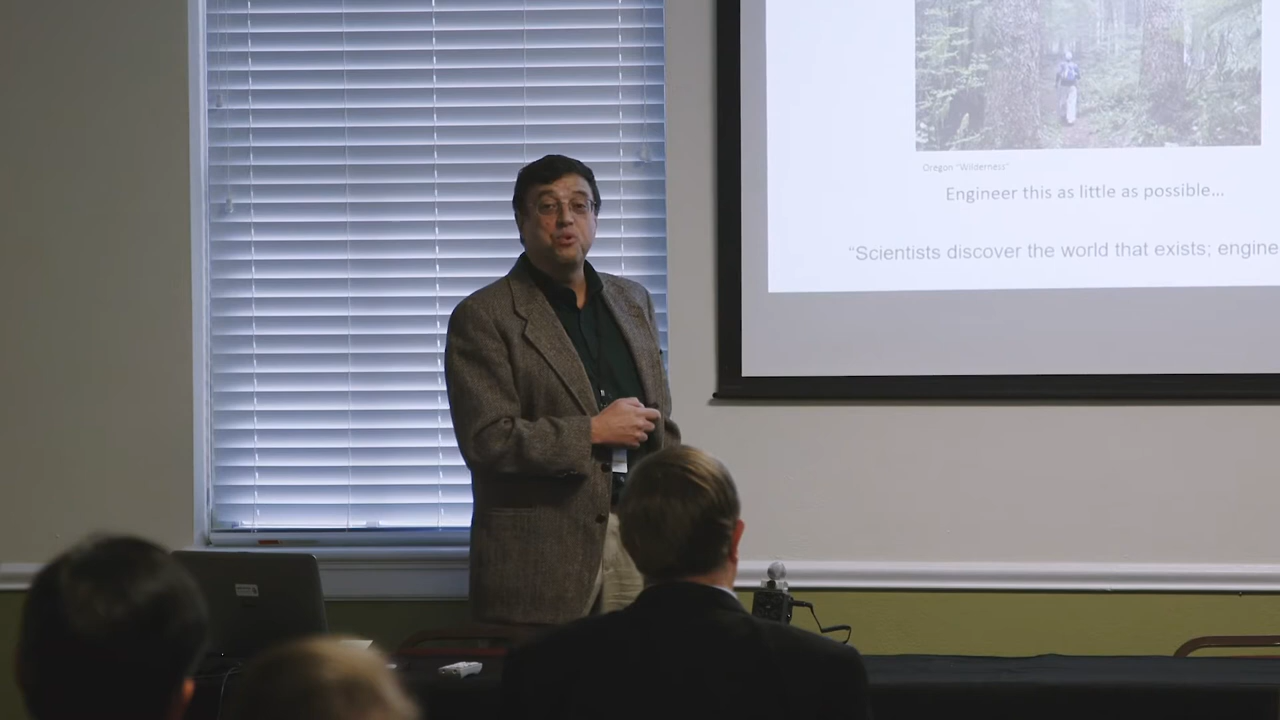 Oregon "Wilderness"
Engineer this as little as possible...
"Scientists discover the world that exists; engine